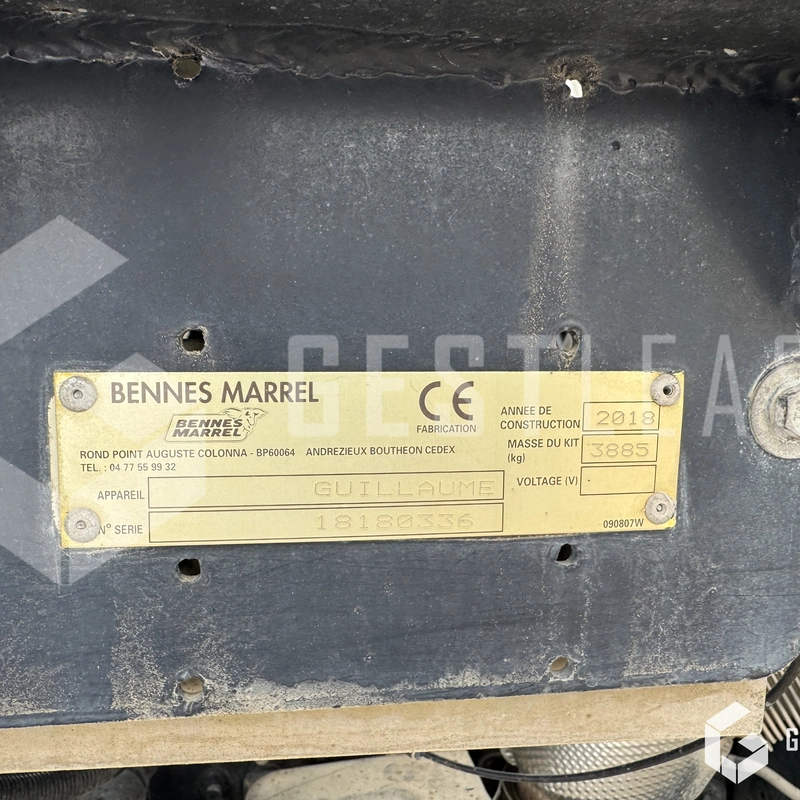 BENNES MARREL
BENNES
MARREL
CE
FABRICATION
ROND POINT AUGUSTE COLONNA - BP60064 ANDREZIEUX BOUTHEON CEDEX
TEL. : 04 77 55 99 32
APPAREIL GUILLAUME
N° SERIE 18180336
ANNEE DE
CONSTRUCTION 2018
MASSE DU KIT
(kg) 3885
VOLTAGE (V)
090807W
GESTLEA
G